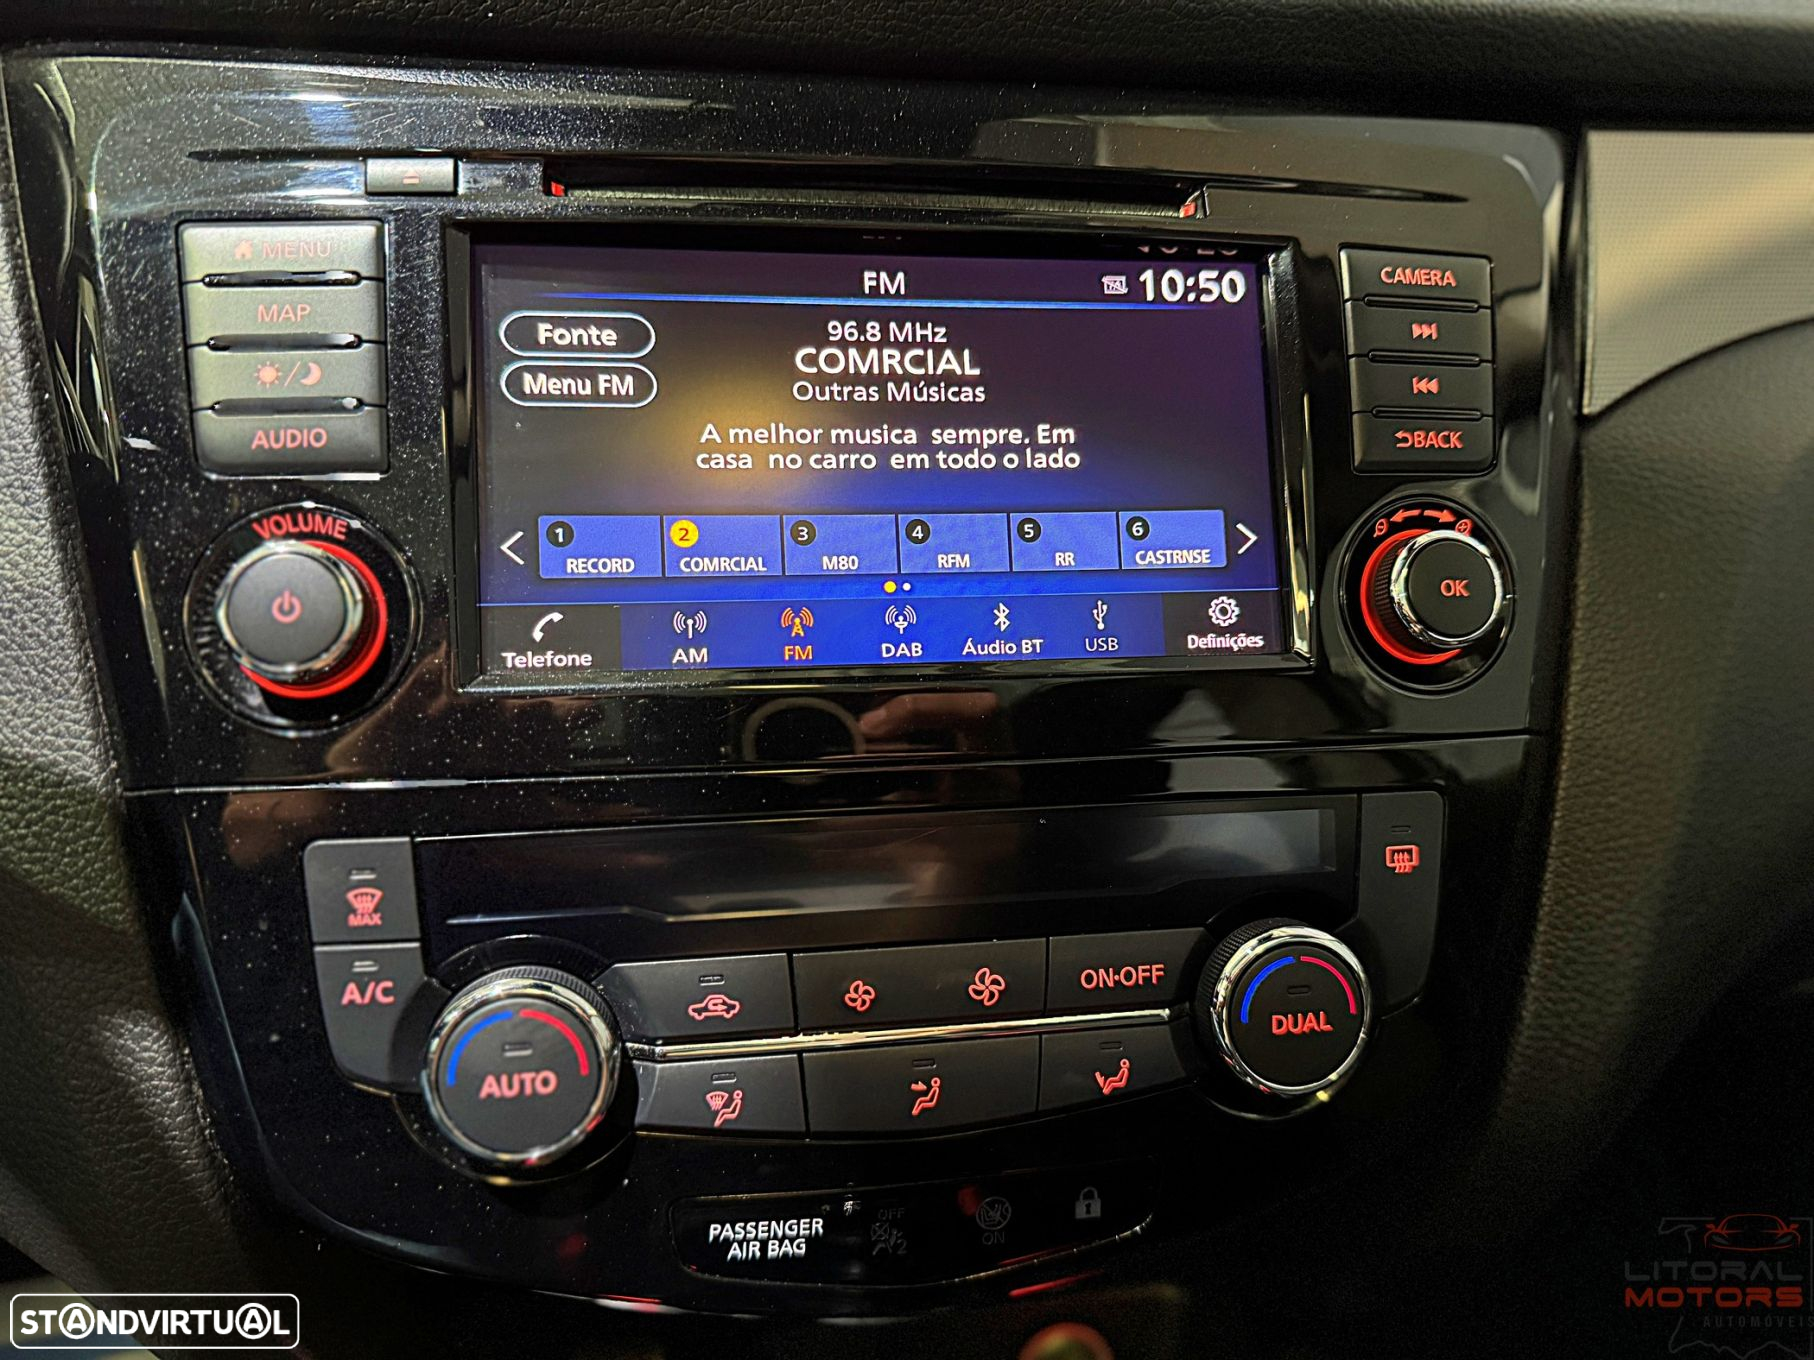 MENU
MAP
AUDIO
VOLUME
FM
10:50
Fonte
Menu FM
96.8 MHz
COMRCIAL
Outras Músicas
A melhor musica  sempre. Em
casa  no carro  em todo o lado
1 RECORD
2 COMRCIAL
3 M80
4 RFM
5 RR
6 CASTRNSE
Telefone
AM
FM
DAB
Áudio BT
USB
Definições
CAMERA
BACK
OK
MAX
A/C
AUTO
ON·OFF
DUAL
PASSENGER
AIR BAG
OFF
2
ON
STANDVIRTUAL
LITORAL
MOTORS
AUTOMÓVEIS